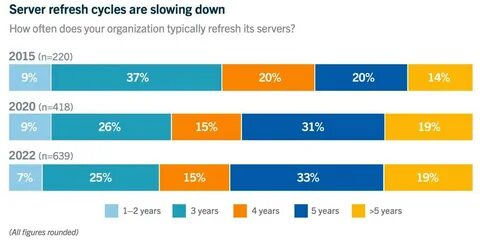 Server refresh cycles are slowing down
How often does your organization typically refresh its servers?
2015 (n=220)
9% 37% 20% 20% 14%
2020 (n=418)
9% 26% 15% 31% 19%
2022 (n=639)
7% 25% 15% 33% 19%
1–2 years 3 years 4 years 5 years >5 years
(All figures rounded)